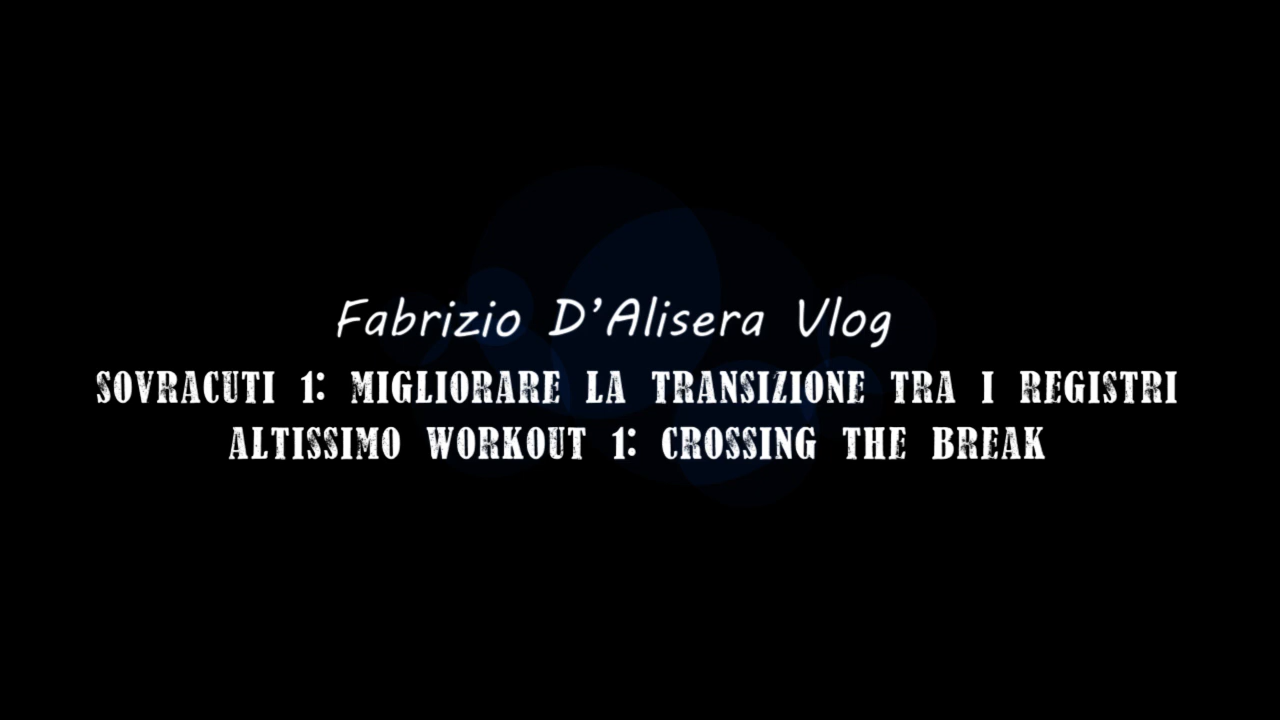 Fabrizio D'Alisera Vlog
SOVRACUTI 1: MIGLIORARE LA TRANSIZIONE TRA I REGISTRI
ALTISSIMO WORKOUT 1: CROSSING THE BREAK